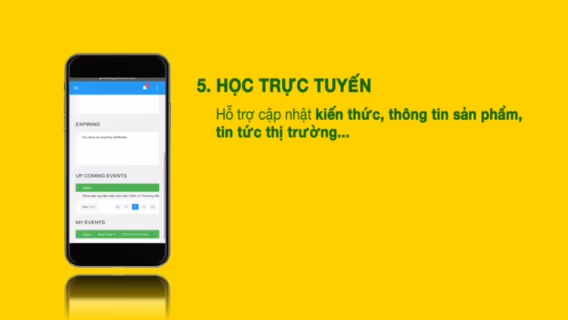 5. HỌC TRỰC TUYẾN
Hỗ trợ cập nhật kiến thức, thông tin sản phẩm,
tin tức thị trường...
EXPIRING
UP COMING EVENTS
MY EVENTS